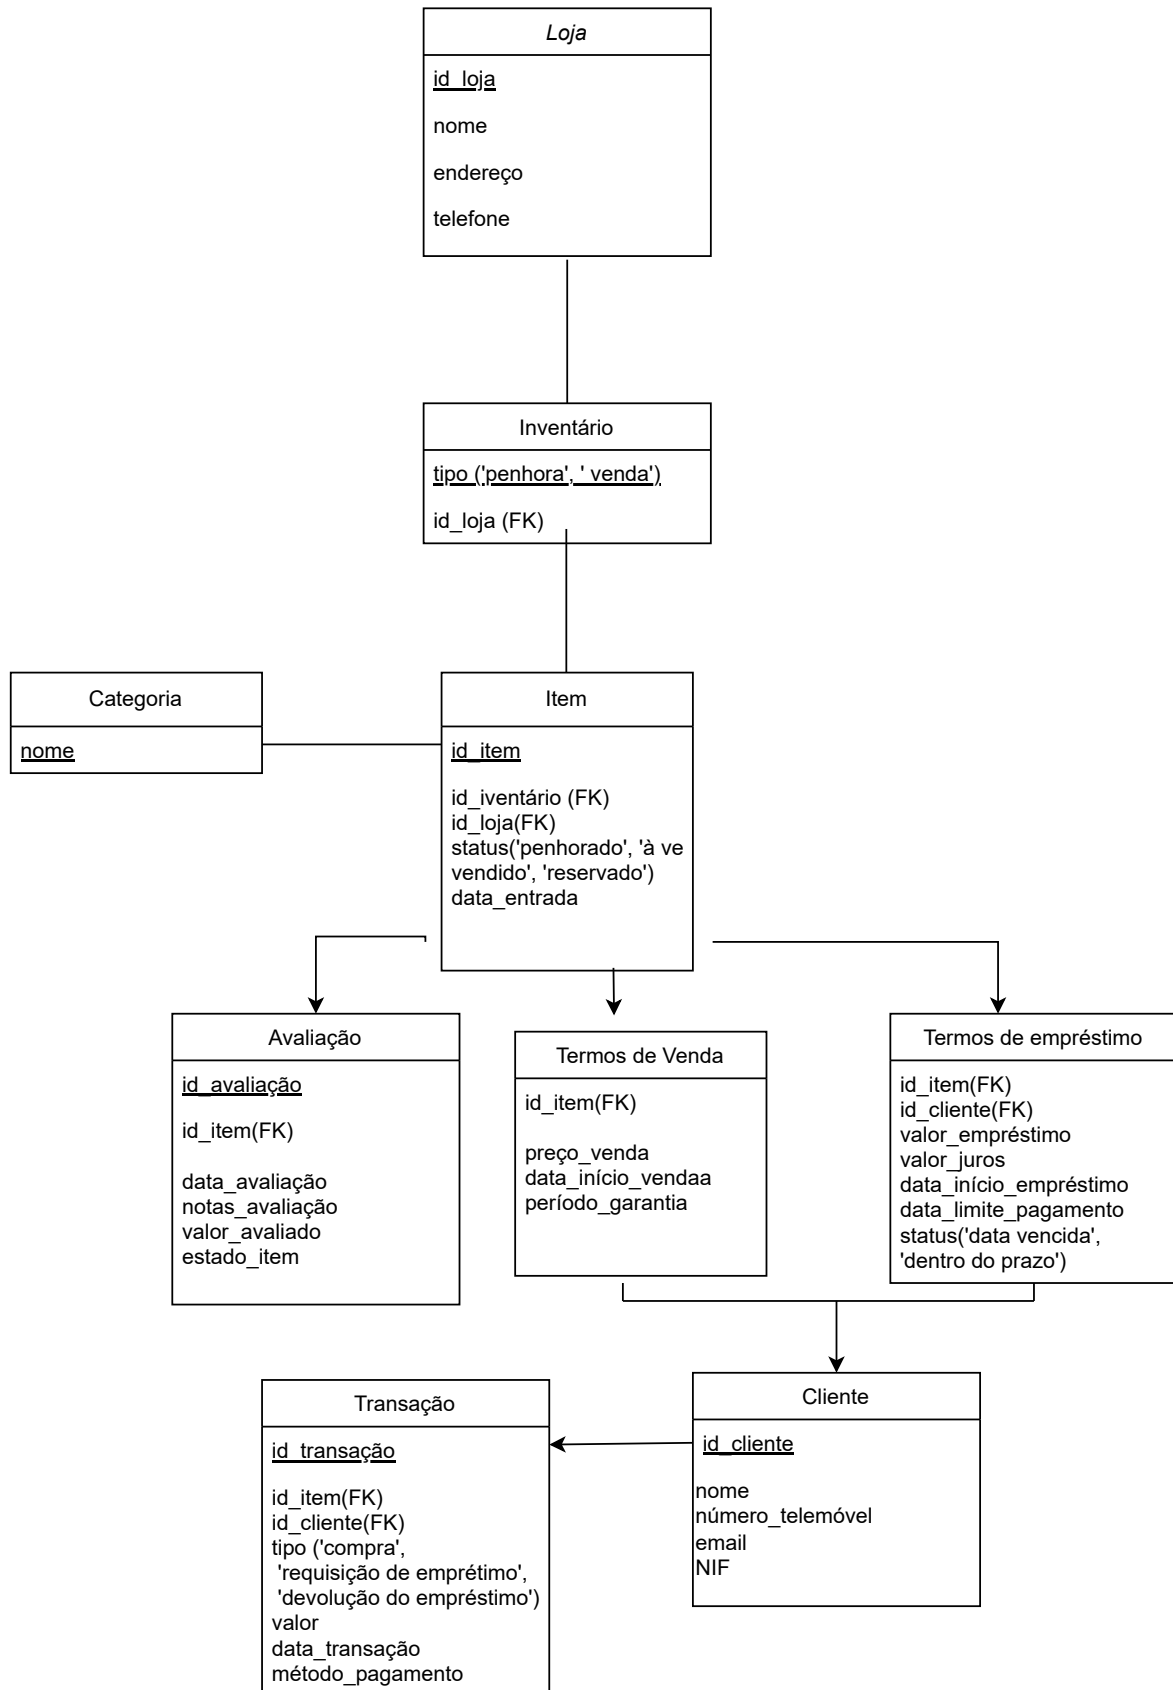 Loja
id_loja
nome
endereço
telefone
Inventário
tipo ('penhora', ' venda')
id_loja (FK)
Categoria
nome
Item
id_item
id_iventário (FK)
id_loja(FK)
status('penhorado', 'à ve
vendido', 'reservado')
data_entrada
Avaliação
id_avaliação
id_item(FK)
data_avaliação
notas_avaliação
valor_avaliado
estado_item
Termos de Venda
id_item(FK)
preço_venda
data_início_vendaa
período_garantia
Termos de empréstimo
id_item(FK)
id_cliente(FK)
valor_empréstimo
valor_juros
data_início_empréstimo
data_limite_pagamento
status('data vencida',
'dentro do prazo')
Transação
id_transação
id_item(FK)
id_cliente(FK)
tipo ('compra',
'requisição de emprétimo',
'devolução do empréstimo')
valor
data_transação
método_pagamento
Cliente
id_cliente
nome
número_telemóvel
email
NIF